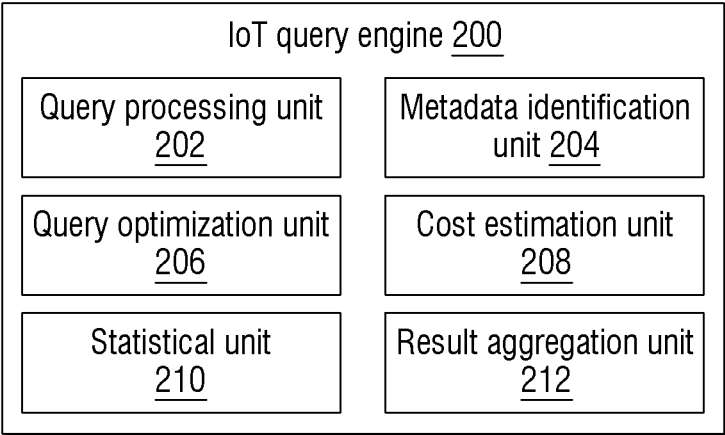 IoT query engine 200
Query processing unit
202
Metadata identification
unit 204
Query optimization unit
206
Cost estimation unit
208
Statistical unit
210
Result aggregation unit
212